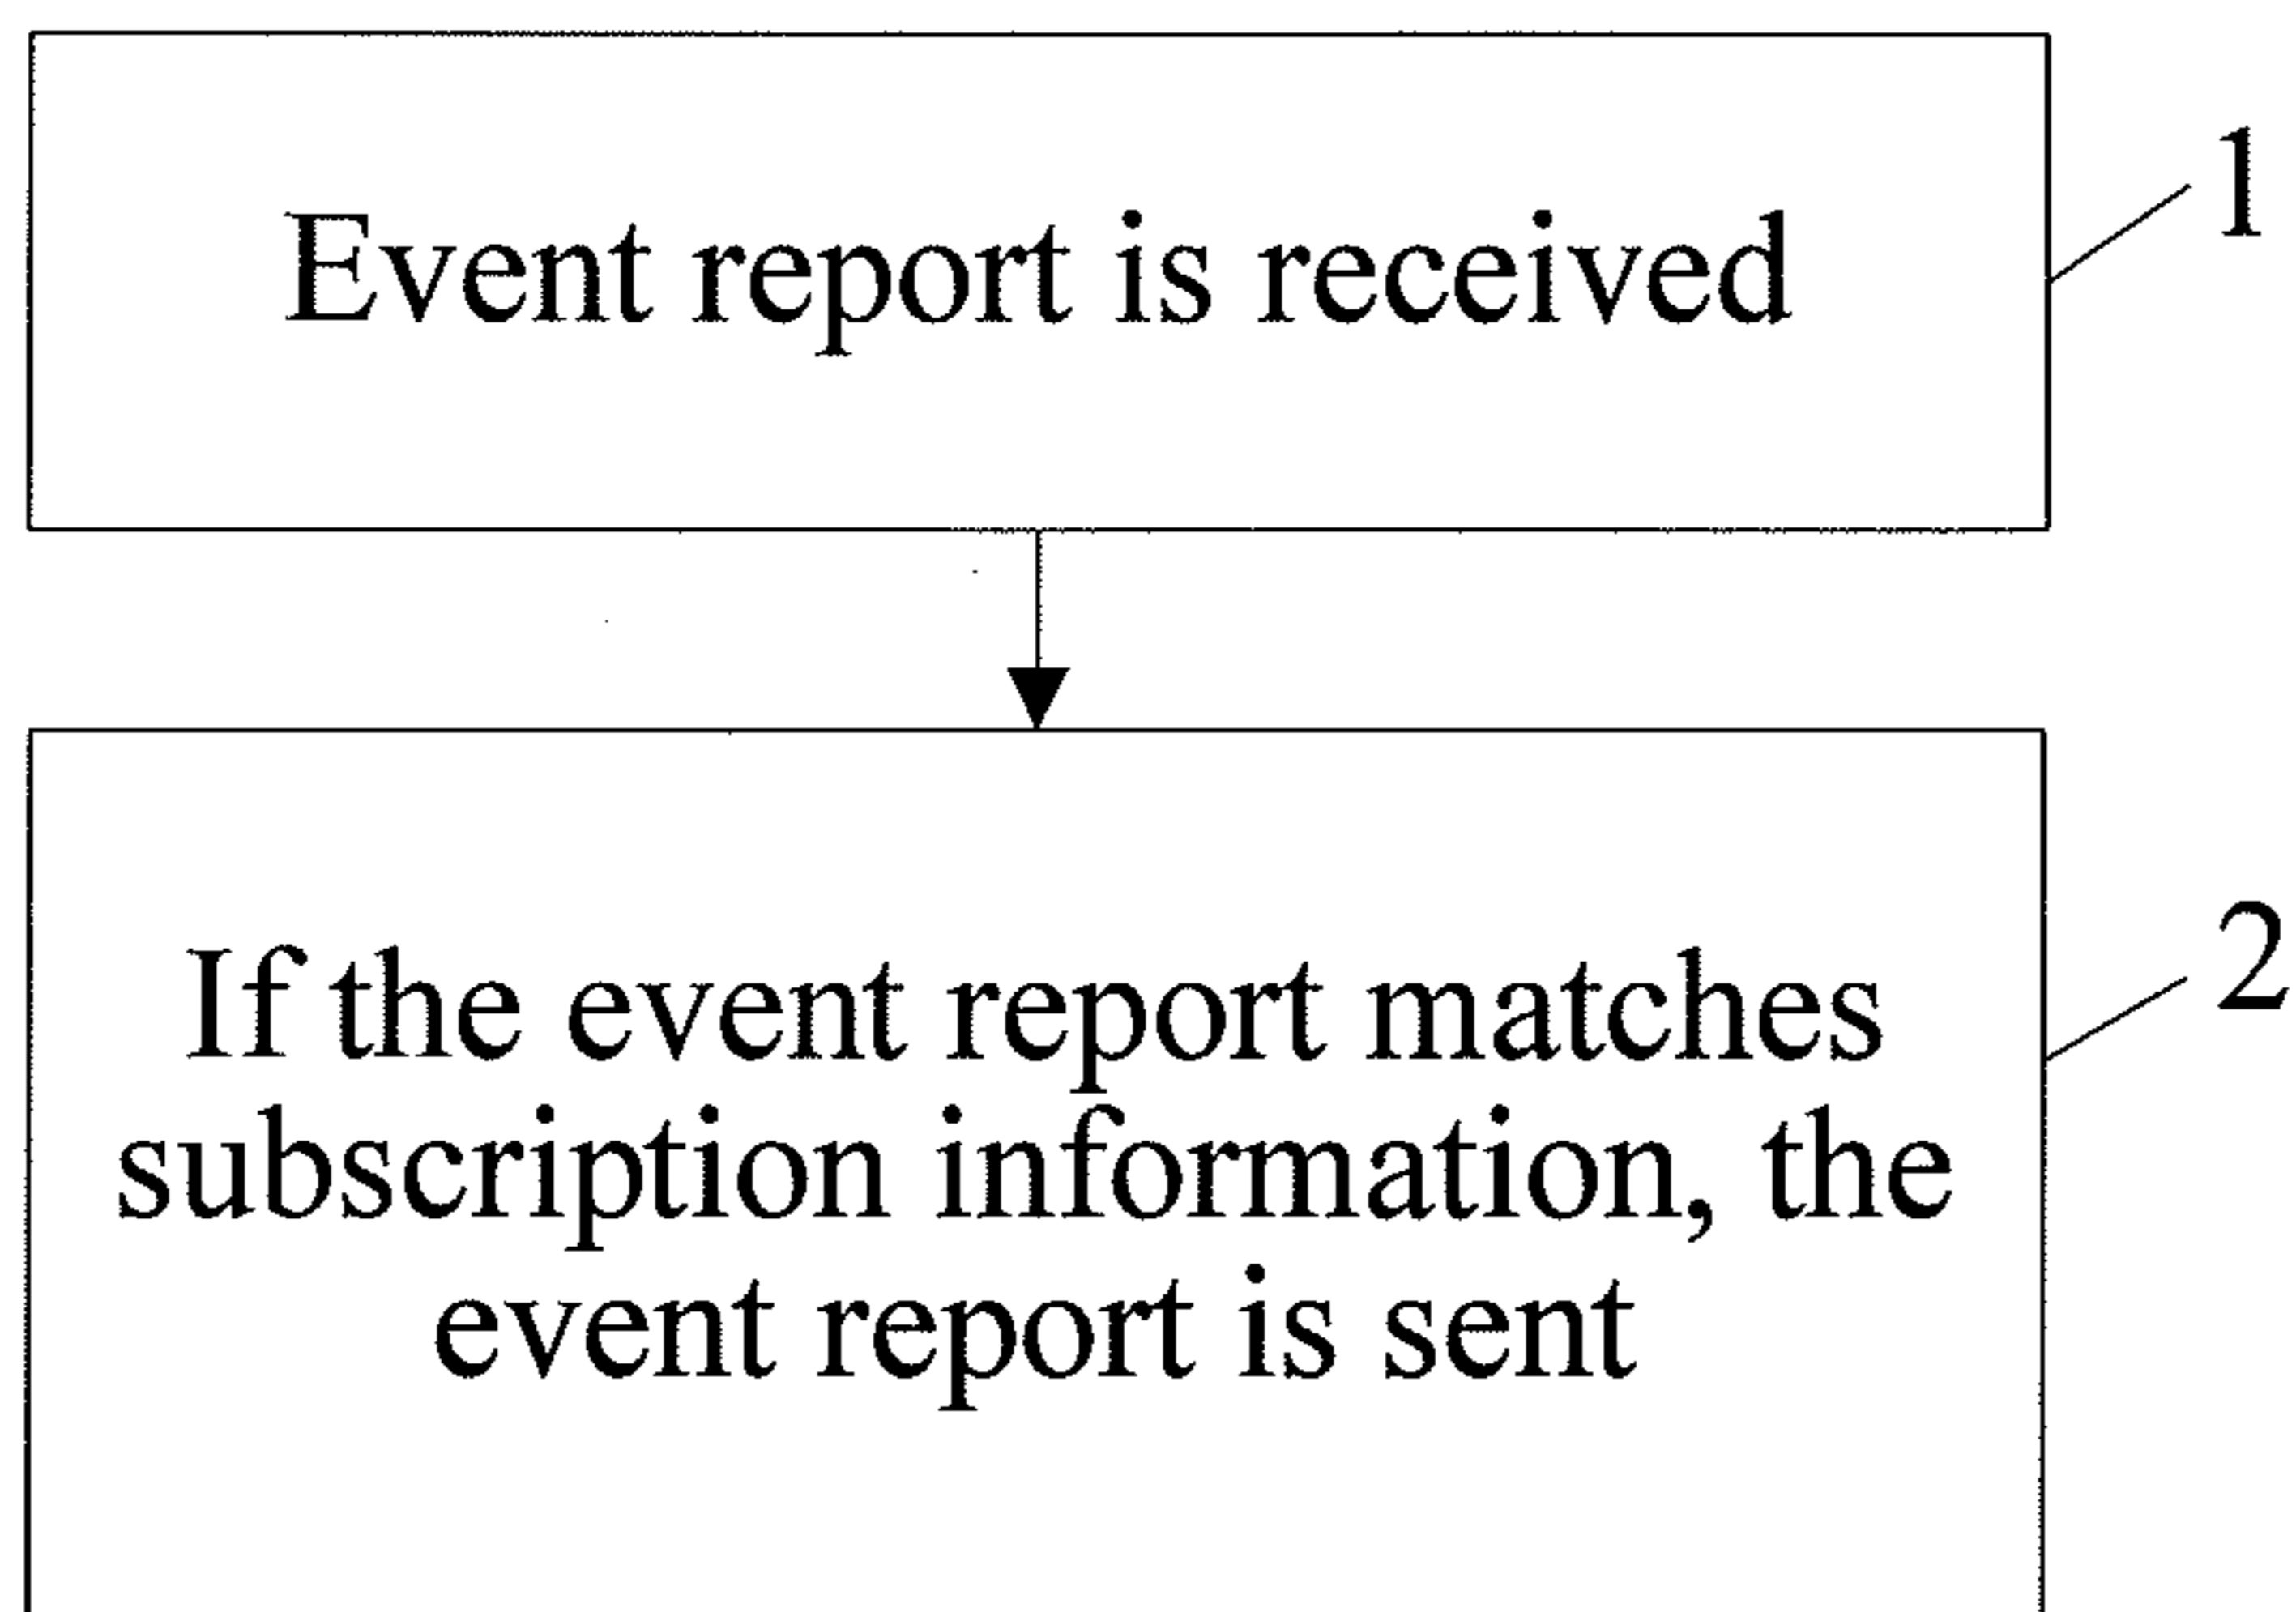 Event report is received
1
If the event report matches
subscription information, the
event report is sent
2